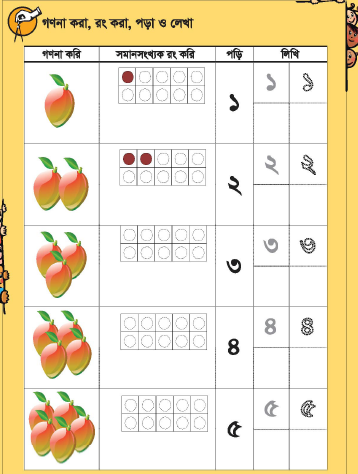 গণনা করা, রং করা, পড়া ও লেখা
গণনা করি সমানসংখ্যক রং করি পড়ি লিখি
১ ১ ১
২ ২ ২
৩ ৩ ৩
৪ ৪ ৪
৫ ৫ ৫